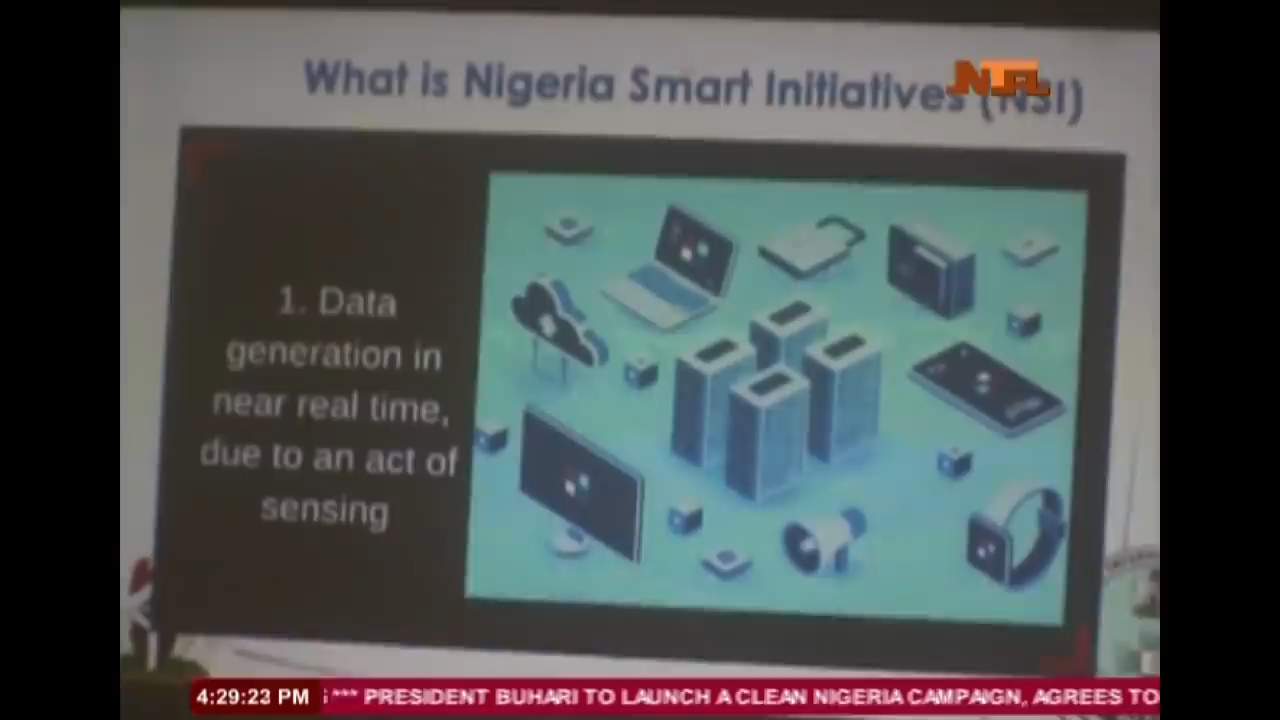 What is Nigeria Smart Initiatives (NSI)
NTA
1. Data
generation in
near real time,
due to an act of
sensing
4:29:23 PM
*** PRESIDENT BUHARI TO LAUNCH A CLEAN NIGERIA CAMPAIGN, AGREES TO